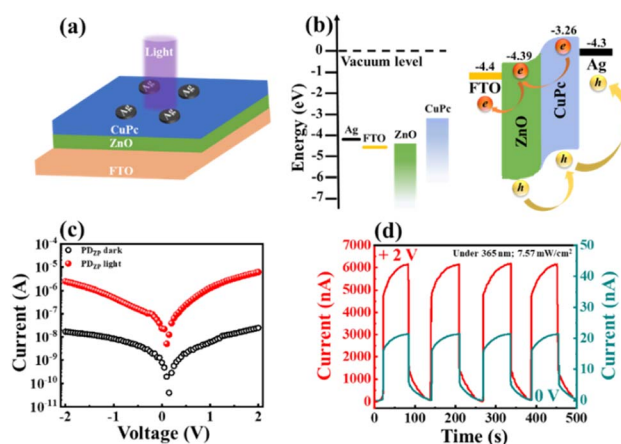 (a)
Light
Ag
Ag
Ag
Ag
CuPc
ZnO
FTO
(b)
0
-1
-2
-3
-4
-5
-6
-7
Energy (eV)
Vacuum level
Ag
FTO
ZnO
CuPc
-3.26
-4.39
-4.3
-4.4
FTO
Ag
e
e
e
ZnO
CuPc
h
h
h
(c)
10⁻⁴
10⁻⁵
10⁻⁶
10⁻⁷
10⁻⁸
10⁻⁹
10⁻¹⁰
10⁻¹¹
Current (A)
PD_ZP dark
PD_ZP light
-2
-1
0
1
2
Voltage (V)
(d)
7000
6000
5000
4000
3000
2000
1000
0
Current (nA)
+ 2 V
Under 365 nm; 7.57 mW/cm²
0 V
50
40
30
20
10
0
Current (nA)
0
100
200
300
400
500
Time (s)